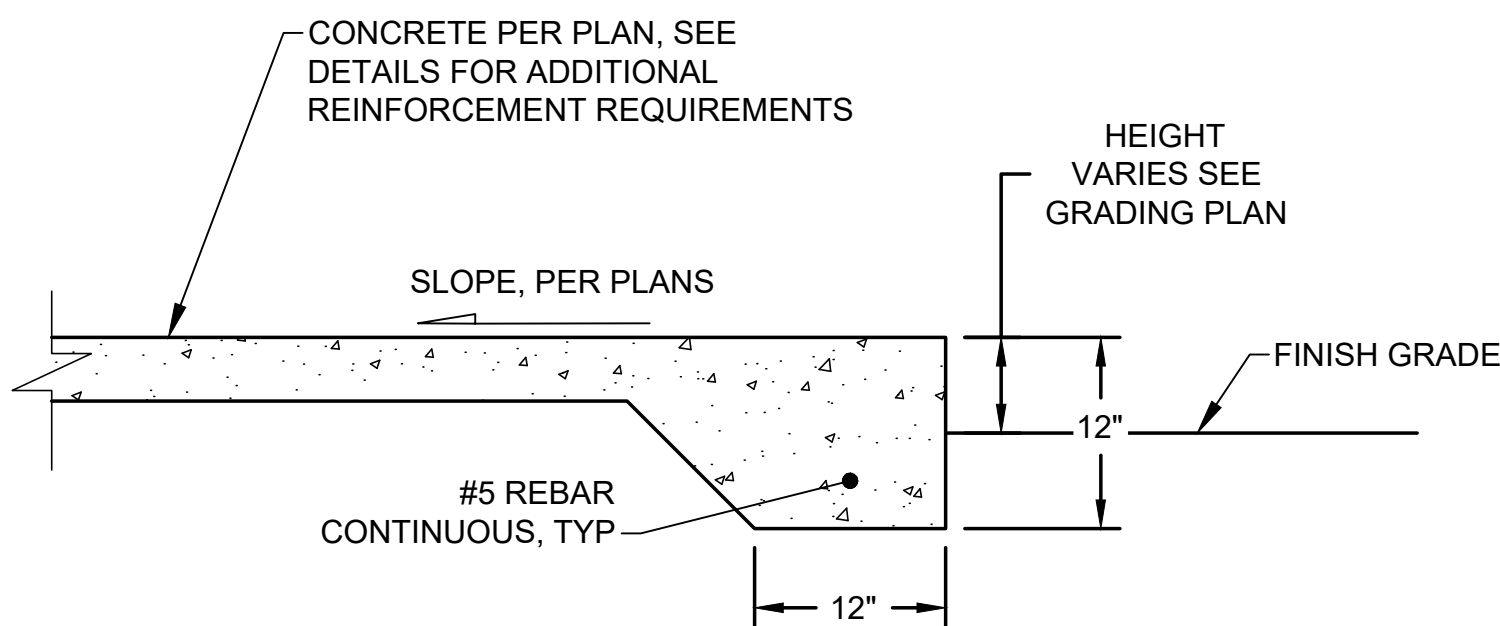 CONCRETE PER PLAN, SEE
DETAILS FOR ADDITIONAL
REINFORCEMENT REQUIREMENTS
HEIGHT
VARIES SEE
GRADING PLAN
SLOPE, PER PLANS
FINISH GRADE
12"
#5 REBAR
CONTINUOUS, TYP
12"